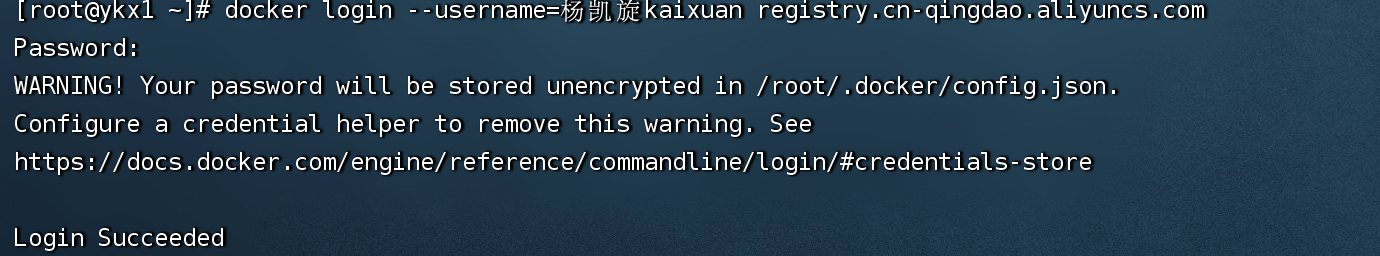 [root@ykx1 ~]# docker login --username=杨凯旋kaixuan registry.cn-qingdao.aliyuncs.com
Password:
WARNING! Your password will be stored unencrypted in /root/.docker/config.json.
Configure a credential helper to remove this warning. See
https://docs.docker.com/engine/reference/commandline/login/#credentials-store
Login Succeeded